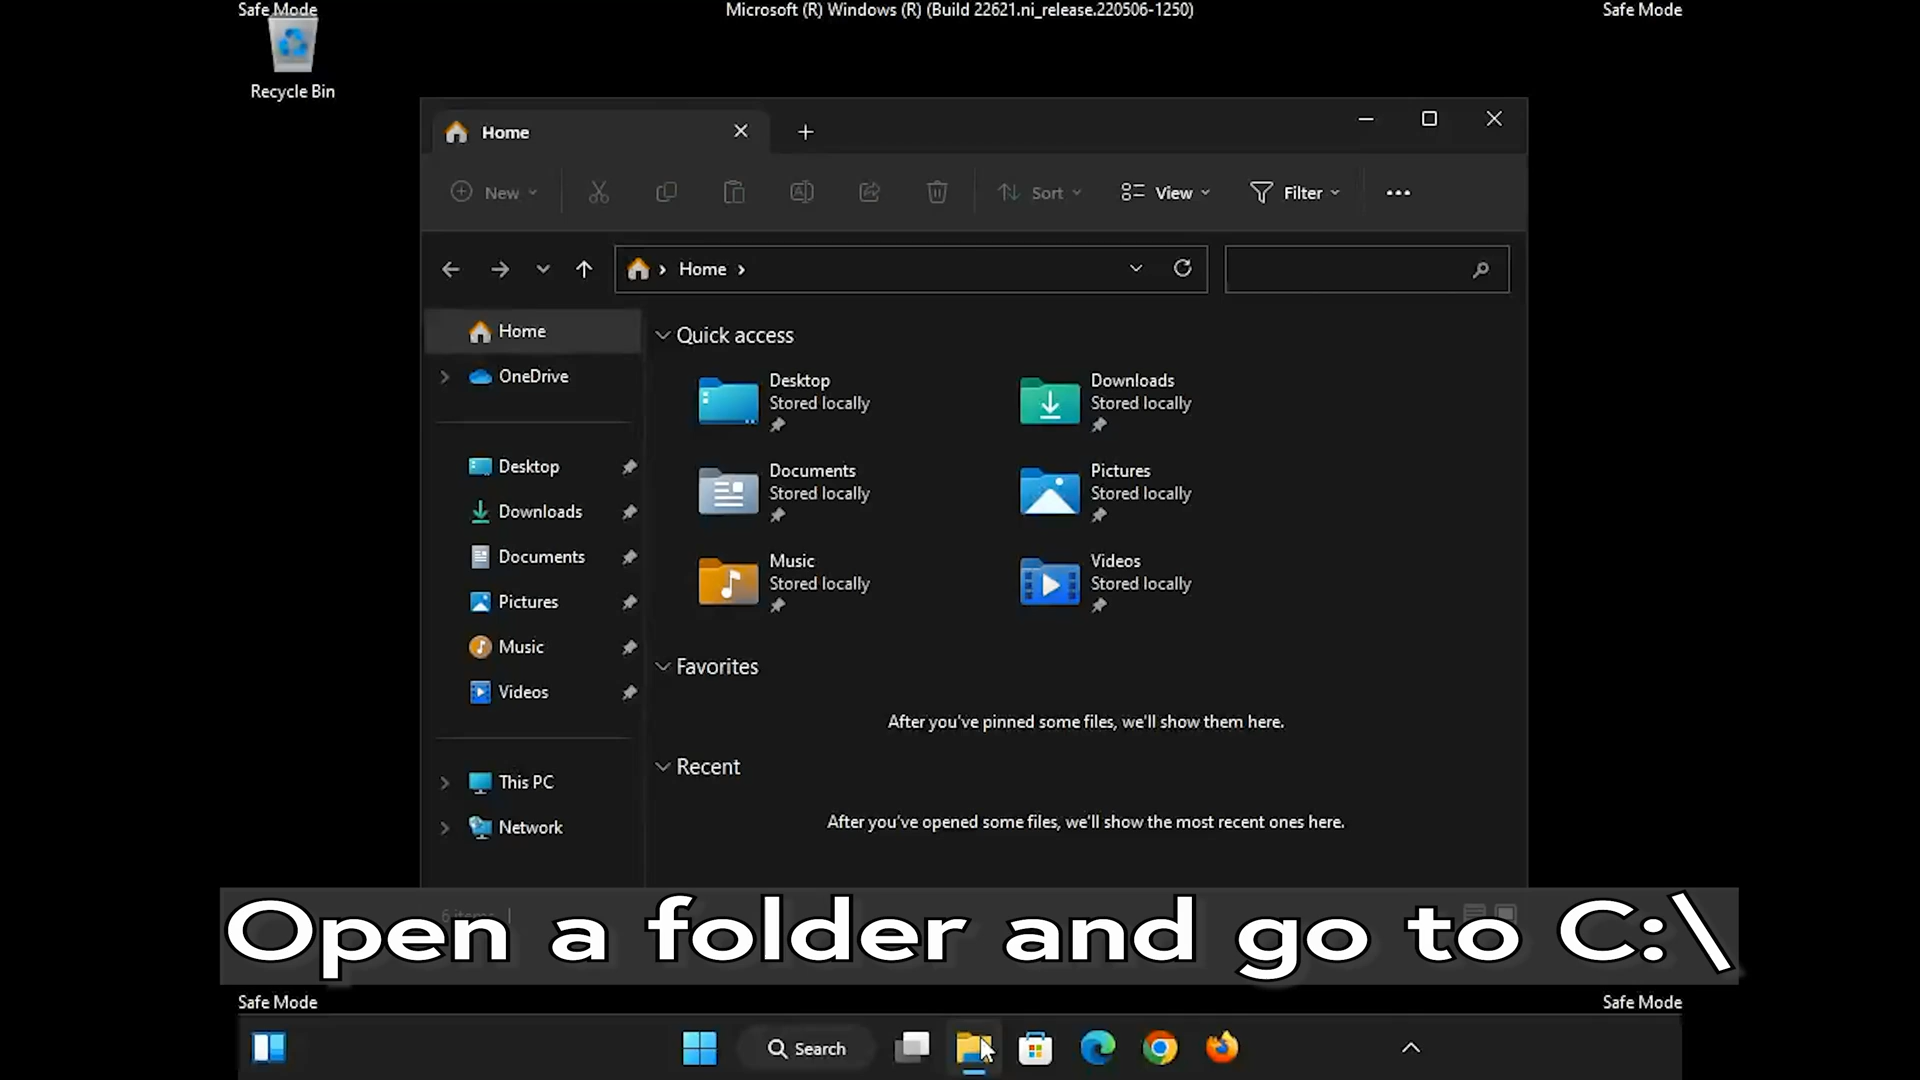 Safe Mode
Microsoft (R) Windows (R) (Build 22621.ni_release.220506-1250)
Safe Mode
Recycle Bin
Home
New
Sort
View
Filter
Home
Home
OneDrive
Desktop
Downloads
Documents
Pictures
Music
Videos
This PC
Network
Quick access
Desktop
Stored locally
Downloads
Stored locally
Documents
Stored locally
Pictures
Stored locally
Music
Stored locally
Videos
Stored locally
Favorites
After you've pinned some files, we'll show them here.
Recent
After you've opened some files, we'll show the most recent ones here.
6 items
Open a folder and go to C:\
Safe Mode
Safe Mode
Search